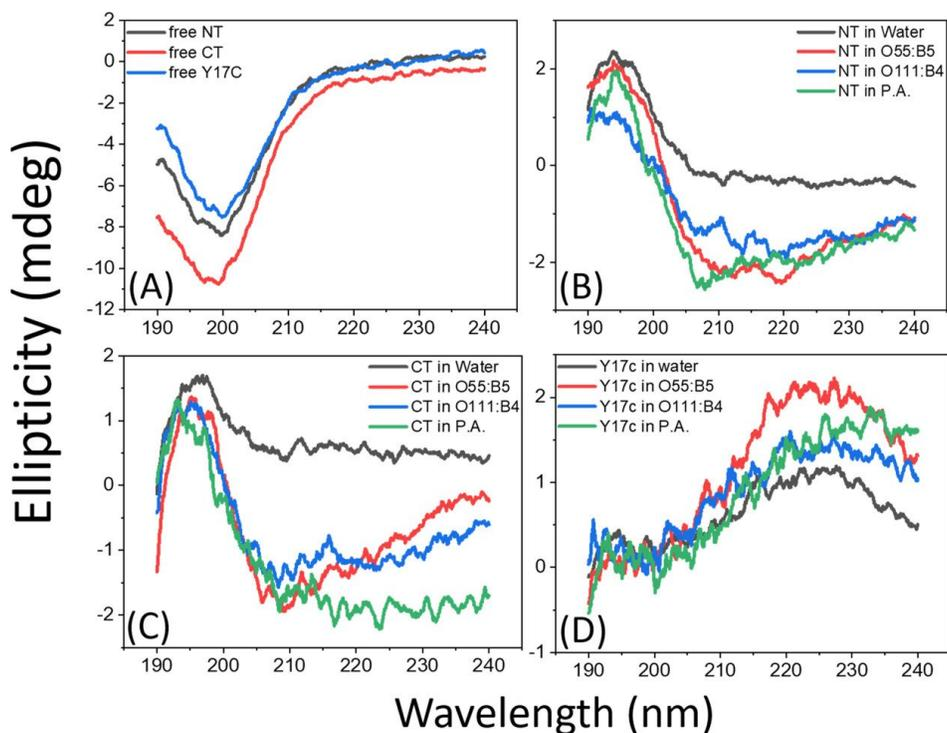 Ellipticity (mdeg)
2
0
-2
-4
-6
-8
-10
-12
free NT
free CT
free Y17C
(A)
190 200 210 220 230 240
2
0
-2
NT in Water
NT in O55:B5
NT in O111:B4
NT in P.A.
(B)
190 200 210 220 230 240
2
1
0
-1
-2
CT in Water
CT in O55:B5
CT in O111:B4
CT in P.A.
(C)
190 200 210 220 230 240
2
1
0
-1
Y17c in water
Y17c in O55:B5
Y17c in O111:B4
Y17c in P.A.
(D)
190 200 210 220 230 240
Wavelength (nm)